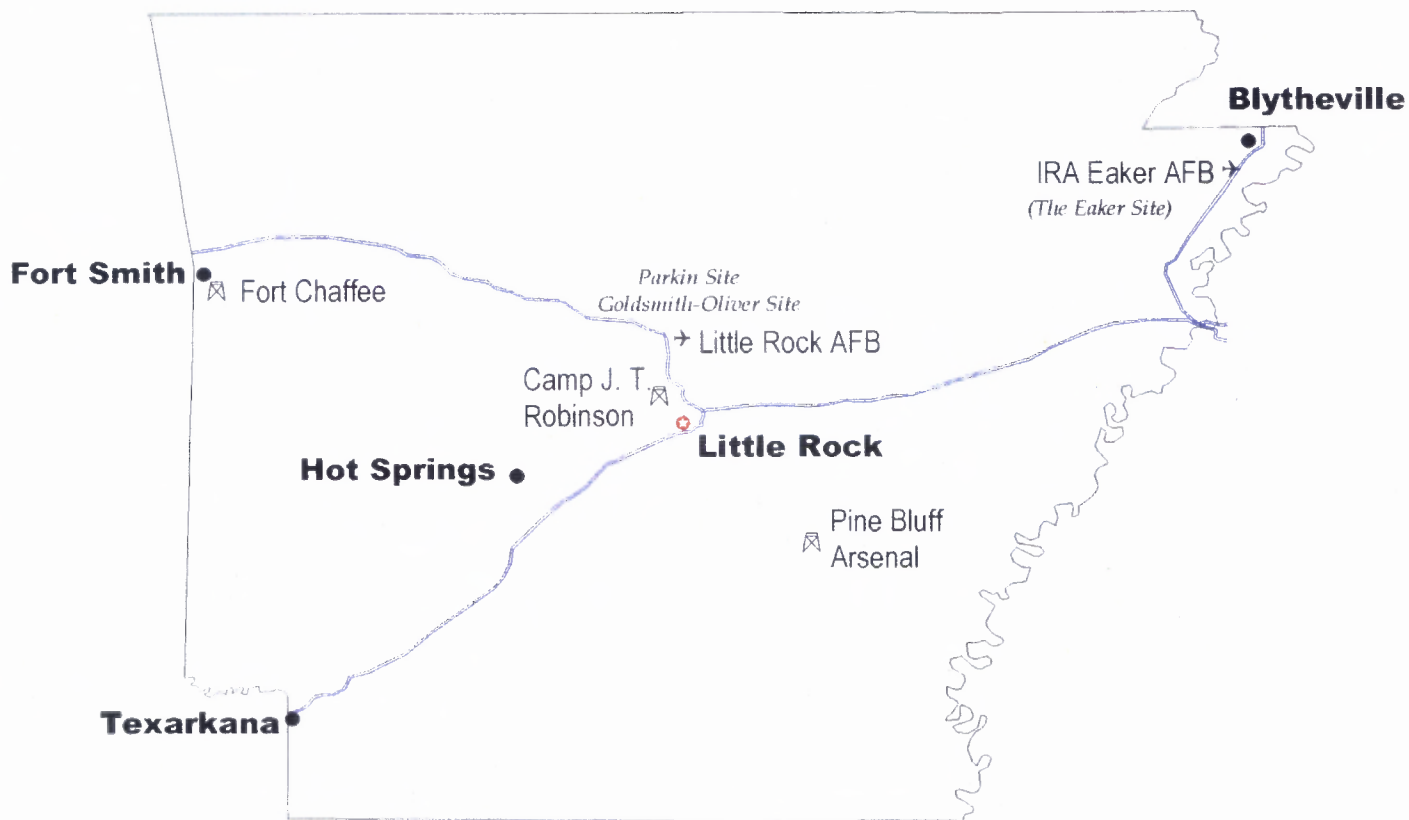 Blytheville
IRA Eaker AFB
(The Eaker Site)
Fort Smith
Fort Chaffee
Parkin Site
Goldsmith-Oliver Site
Little Rock AFB
Camp J. T.
Robinson
Little Rock
Hot Springs
Pine Bluff
Arsenal
Texarkana